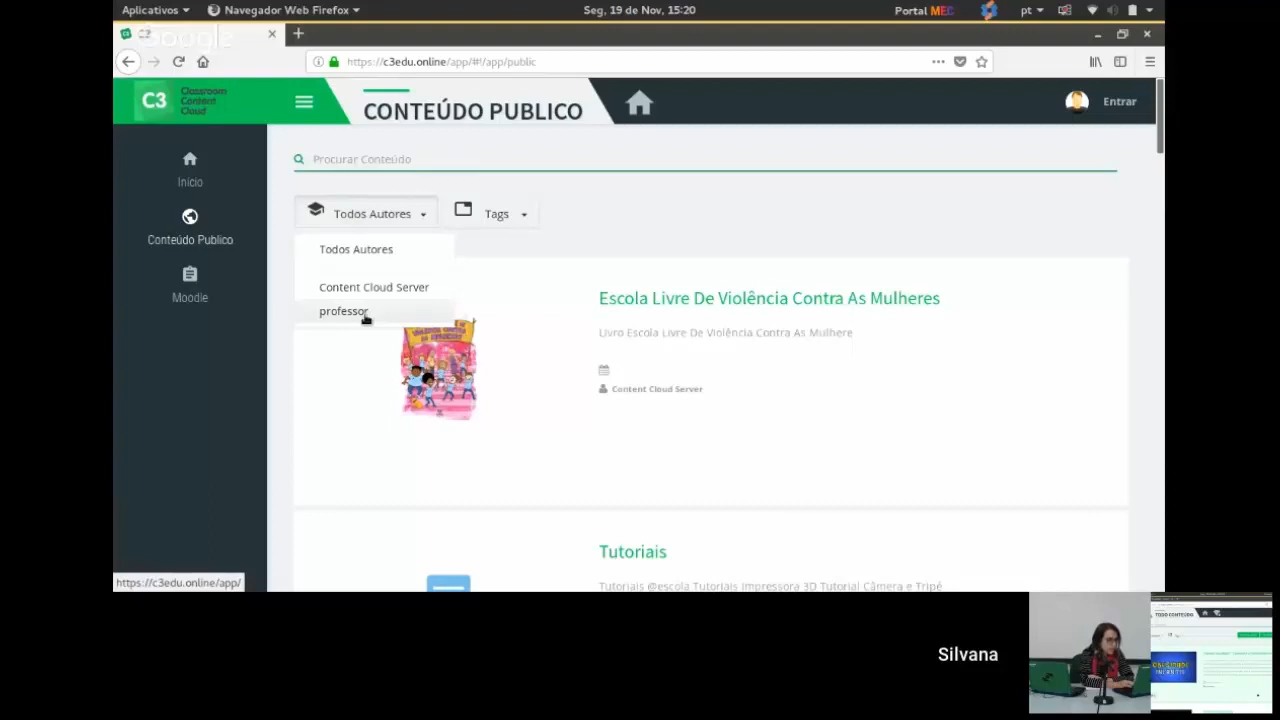 Aplicativos
Navegador Web Firefox
Seg, 19 de Nov, 15:20
Portal MEC
pt
C3
Google
https://c3edu.online/app/#!/app/public
C3
Classroom
Content
Cloud
CONTEÚDO PUBLICO
Entrar
Início
Conteúdo Publico
Moodle
Procurar Conteúdo
Todos Autores
Tags
Todos Autores
Content Cloud Server
professor
Escola Livre De Violência Contra As Mulheres
Livro Escola Livre De Violência Contra As Mulhere
Content Cloud Server
Tutoriais
Tutoriais @escola Tutoriais Impressora 3D Tutorial Câmera e Tripé
https://c3edu.online/app/
Silvana
TODO CONTEÚDO